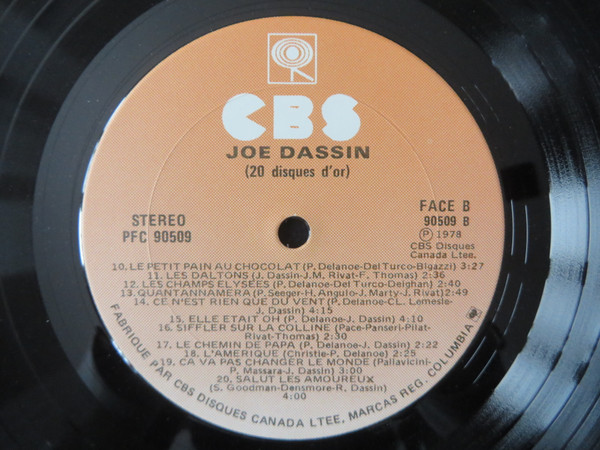 CBS
JOE DASSIN
(20 disques d'or)
STEREO
PFC 90509
FACE B
90509 B
Ⓟ 1978
CBS Disques
Canada Ltee.
10. LE PETIT PAIN AU CHOCOLAT (P. Delanoe-Del Turco-Bigazzi) 3:27
11. LES DALTONS (J. Dassin-J.M. Rivat-F. Thomas) 2:36
12. LES CHAMPS ELYSÉES (P. Delanoe-Del Turco-Deighan) 2:40
13. QUANTANNAMERA (P. Seeger-H. Angulo-J. Marty-J. Rivat) 2:49
14. CE N'EST RIEN QUE DU VENT (P. Delanoe-CL. Lemesle-
J. Dassin) 4:15
15. ELLE ETAIT OH (P. Delanoe-J. Dassin) 4:10
16. SIFFLER SUR LA COLLINE (Pace-Panseri-Pilat-
Rivat-Thomas) 2:30
17. LE CHEMIN DE PAPA (P. Delanoe-J. Dassin) 2:22
18. L'AMERIQUE (Christie-P. Delanoe) 2:25
19. CA VA PAS CHANGER LE MONDE (Pallavicini-
P. Massara-J. Dassin) 3:00
20. SALUT LES AMOUREUX
(S. Goodman-Densmore-R. Dassin)
4:00
FABRIQUE PAR CBS DISQUES CANADA LTEE, MARCAS REG. COLUMBIA